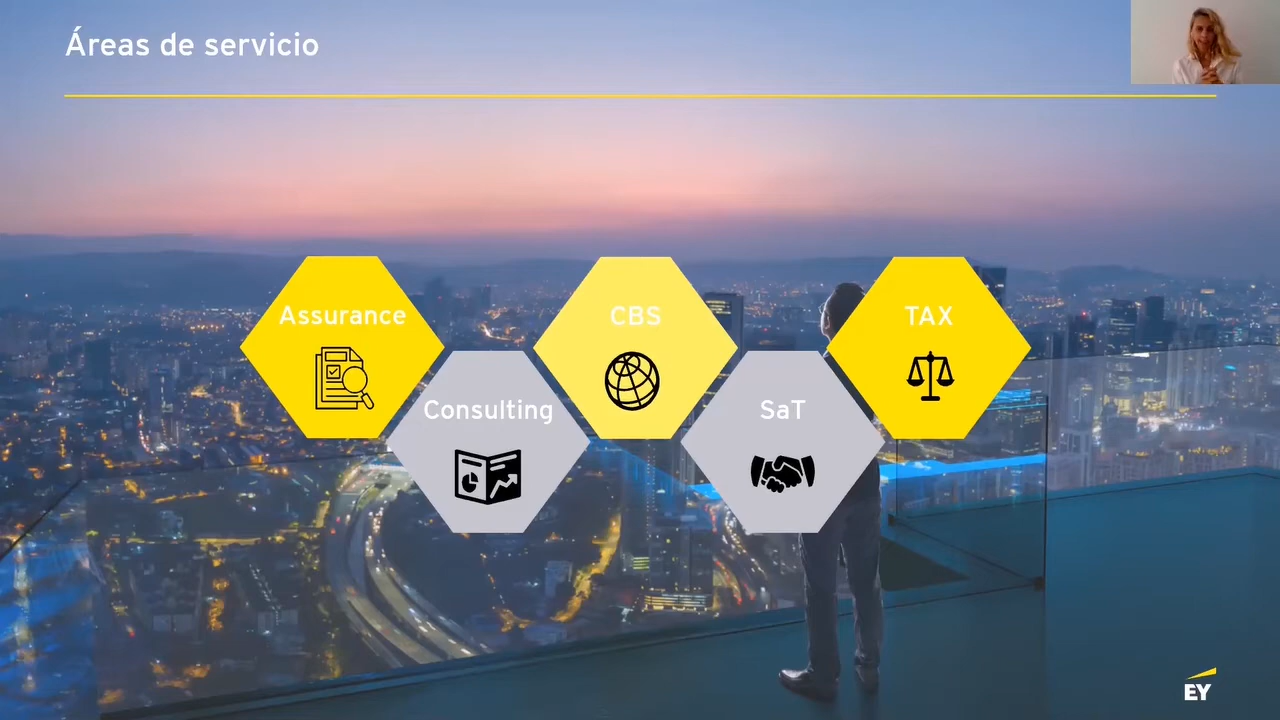 Áreas de servicio
Assurance
CBS
TAX
Consulting
SaT
EY